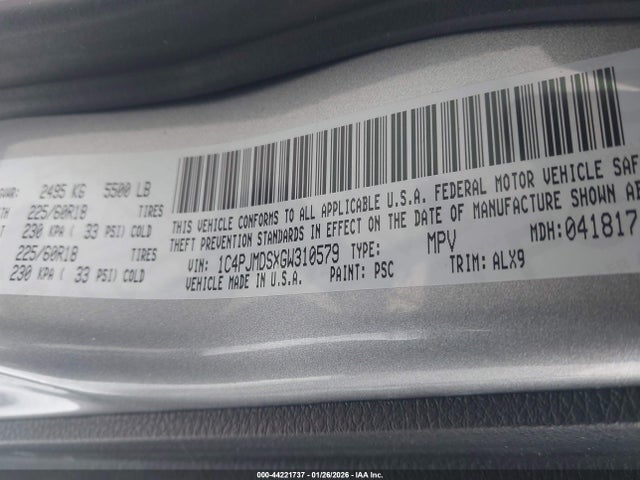 GVWR: 2495 KG 5500 LB
225/60R18 TIRES
230 KPA ( 33 PSI) COLD
225/60R18 TIRES
230 KPA ( 33 PSI) COLD
THIS VEHICLE CONFORMS TO ALL APPLICABLE U.S.A. FEDERAL MOTOR VEHICLE
THEFT PREVENTION STANDARDS IN EFFECT ON THE DATE OF MANUFACTURE SHOWN
VIN: 1C4PJMDSXGW310579 TYPE: MPV MDH: 041817
VEHICLE MADE IN U.S.A. PAINT: PSC TRIM: ALX9
000-44221737 - 01/26/2026 - IAAI Inc.